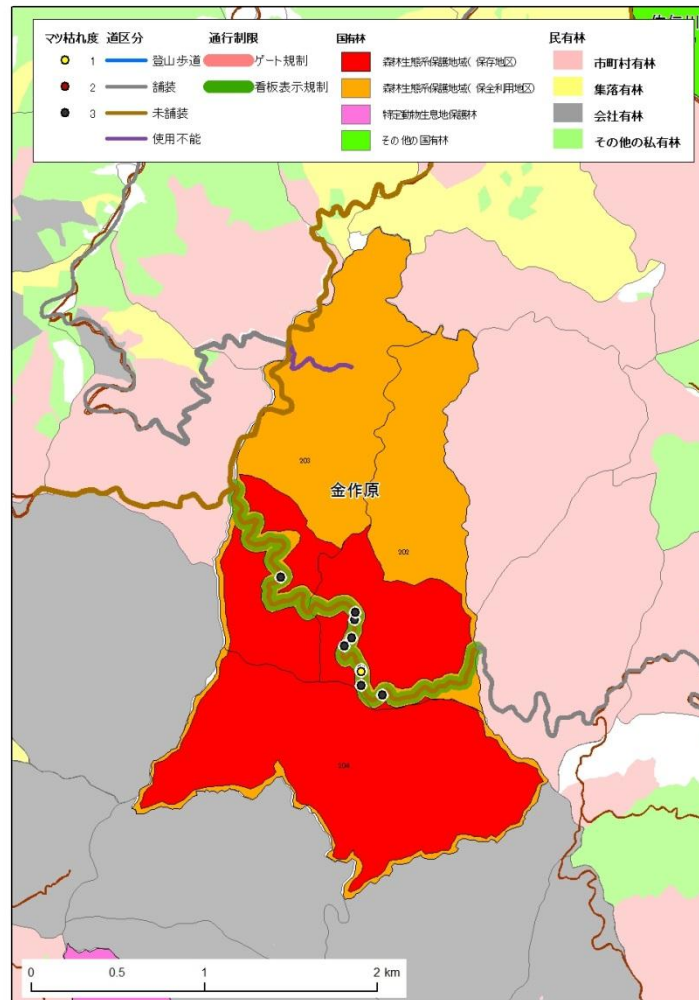 マツ枯れ度 道区分 通行制限 国有林 民有林
1 登山歩道 ゲート規制 森林生態系保護地域( 保存地区) 市町村有林
2 舗装 看板表示規制 森林生態系保護地域( 保全利用地区) 集落有林
3 未舗装 特定動物生息地保護林 会社有林
使用不能 その他の国有林 その他の私有林
203
金作原
202
204
0 0.5 1 2 km